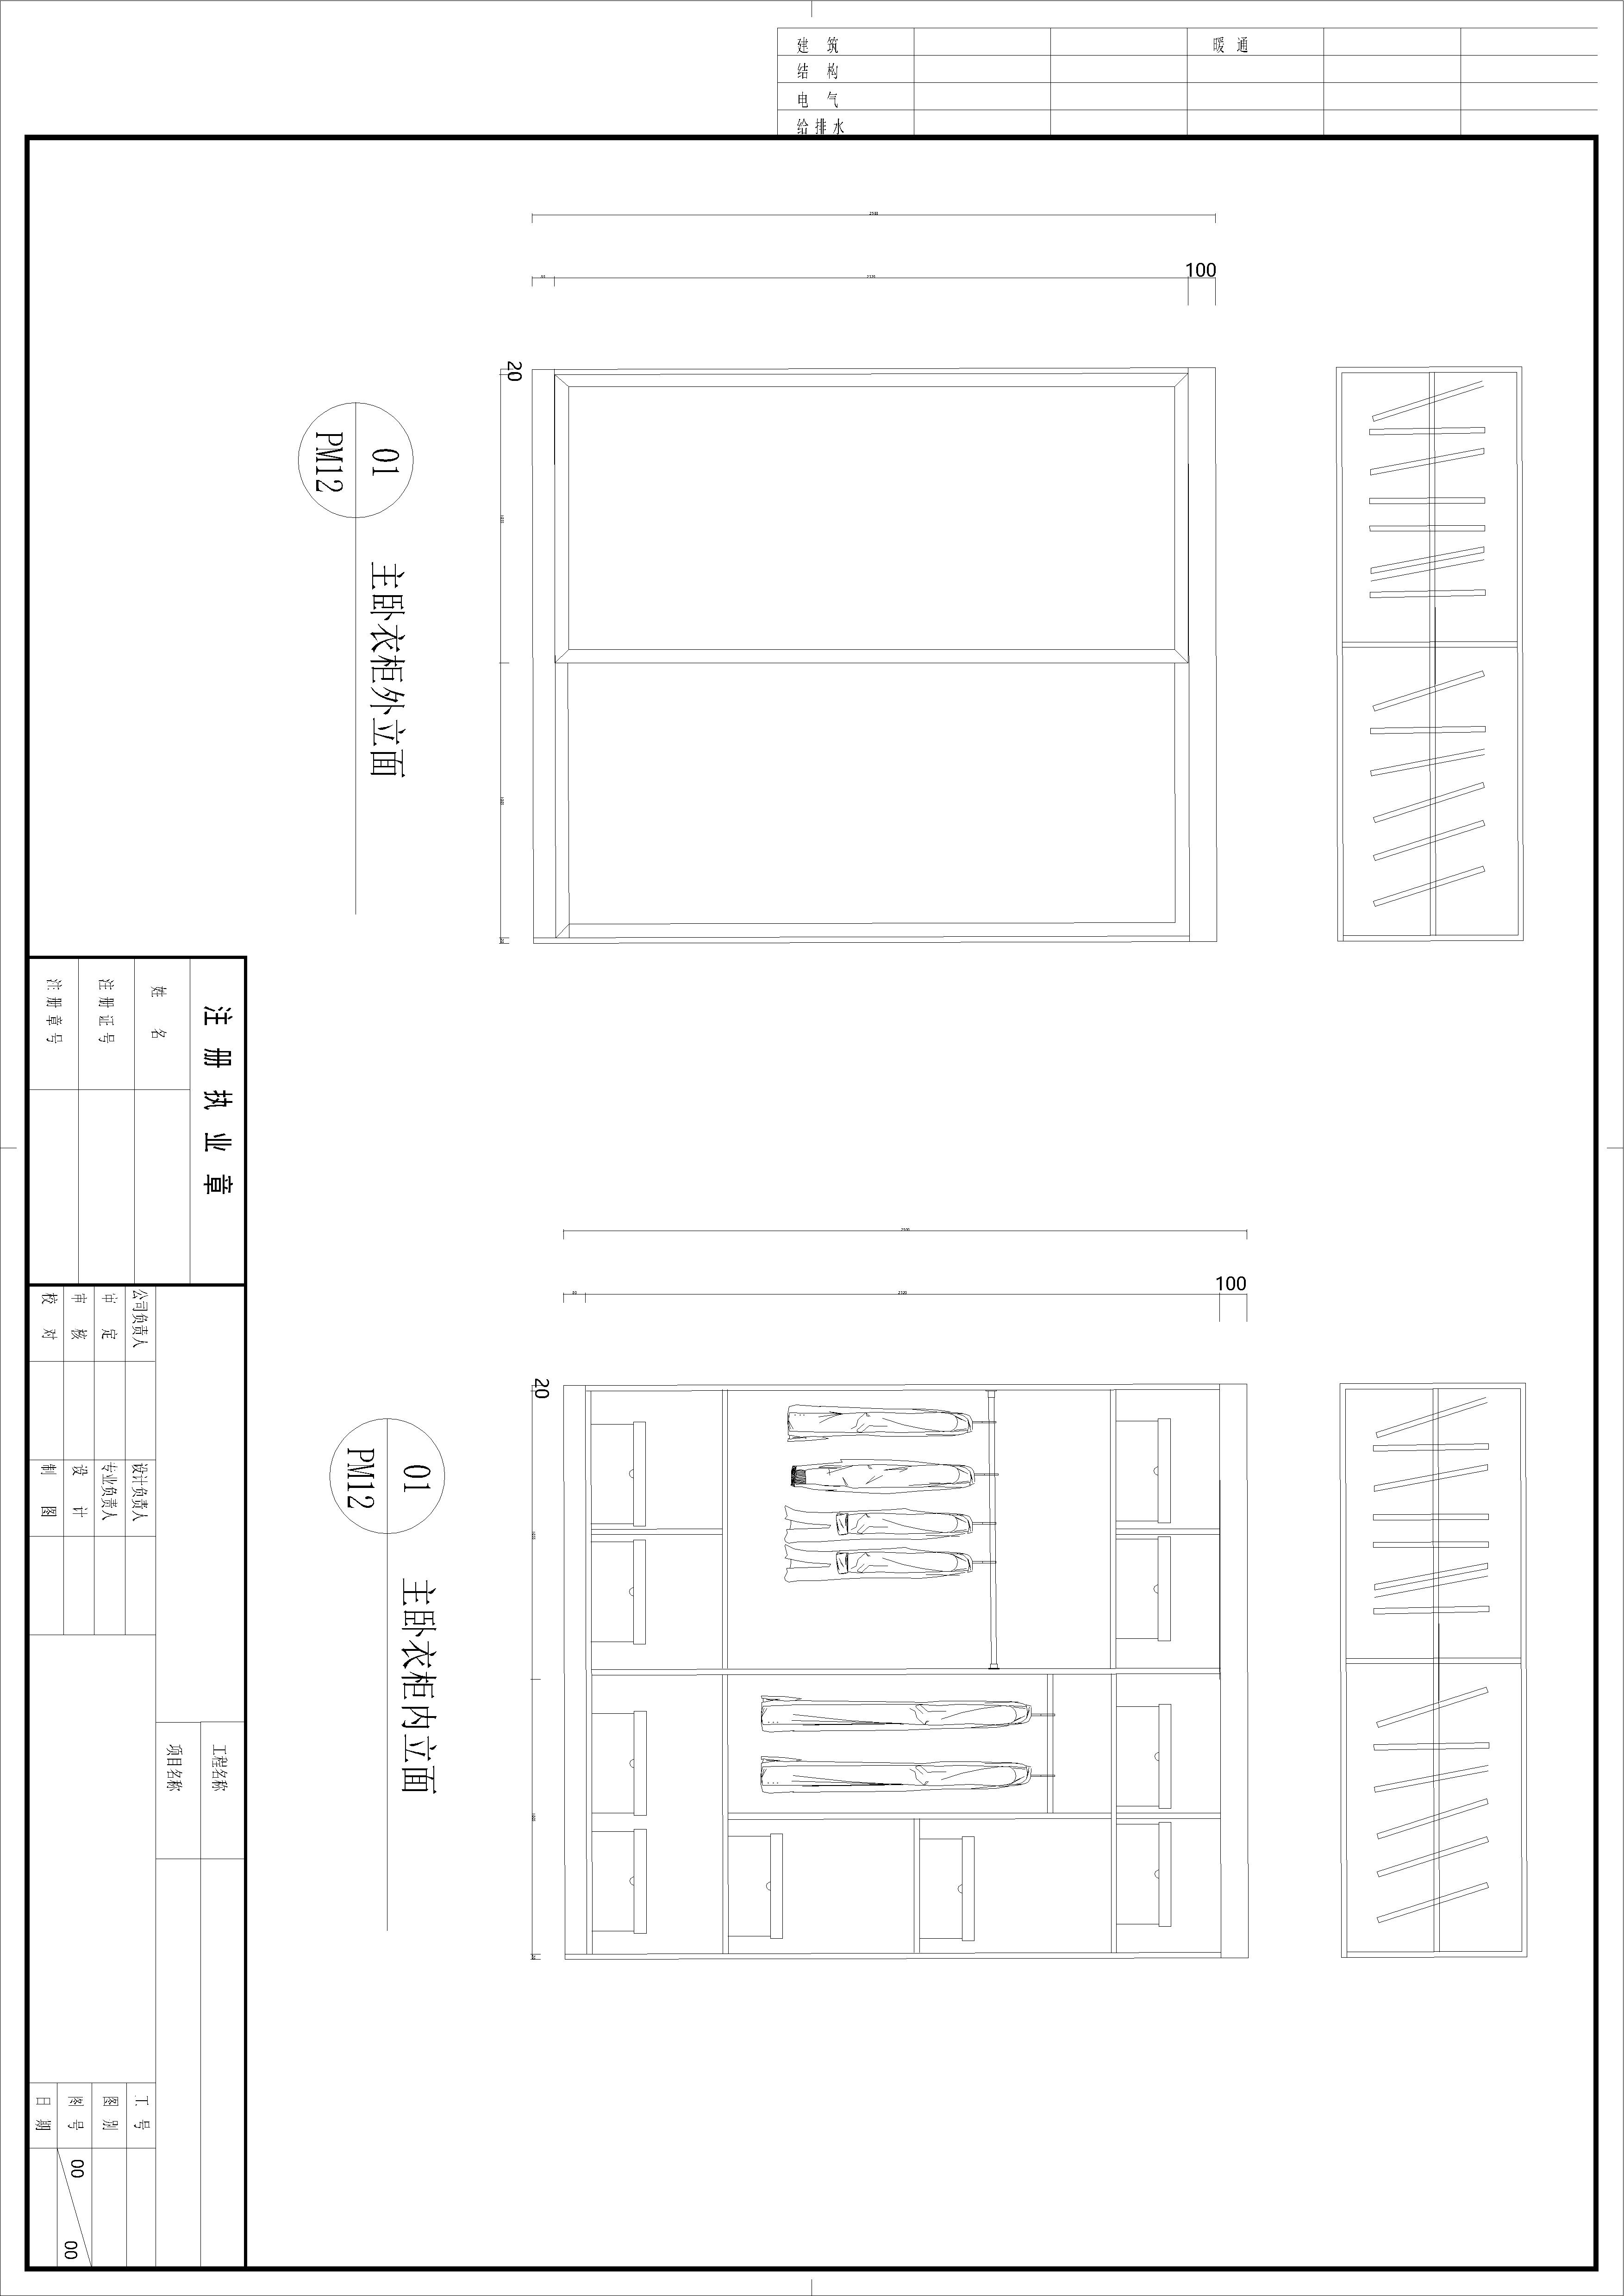 暖 通
建 筑
结 构
电 气
给 排 水
100
20
主卧衣柜外立面
01
PM12
100
20
主卧衣柜内立面
01
PM12
注 册 执 业 章
姓 名
注 册 证 号
注 册 章 号
工程名称
项目名称
公司负责人 设计负责人
审 定 专业负责人
审 核 设 计
校 对 制 图
工 号
图 别
图 号 00 00
日 期